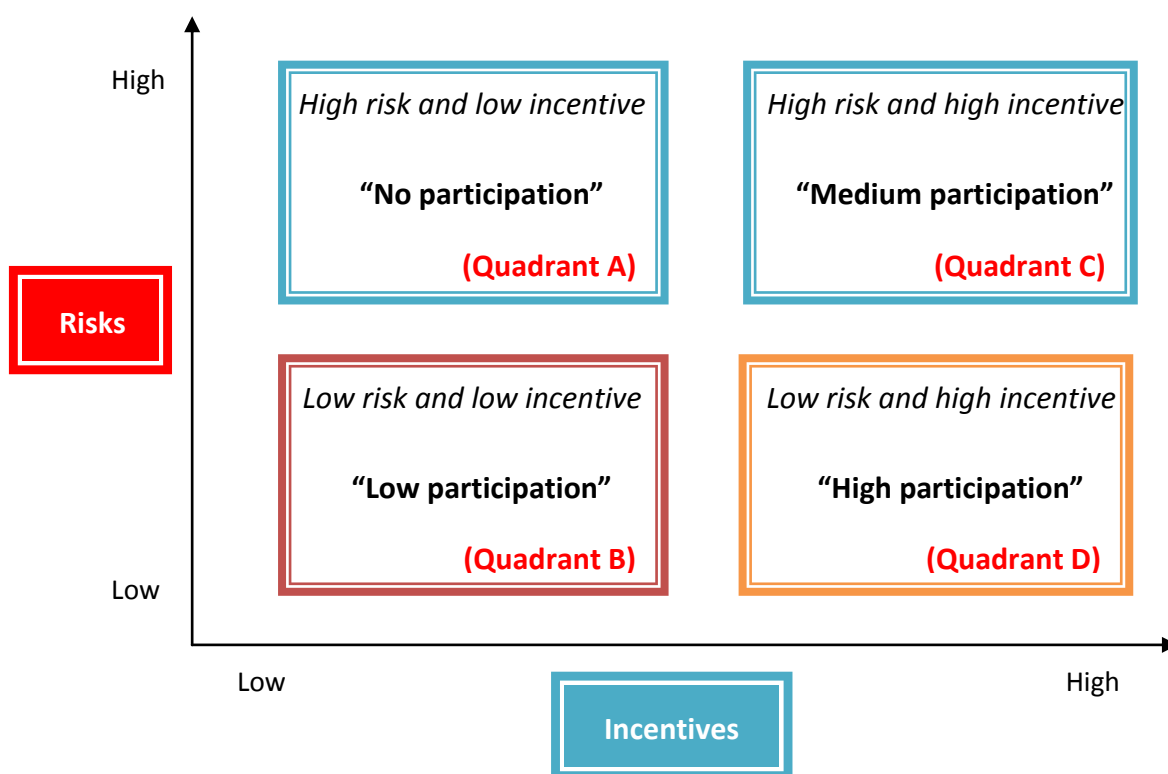 High
High risk and low incentive
“No participation”
(Quadrant A)
High risk and high incentive
“Medium participation”
(Quadrant C)
Risks
Low risk and low incentive
“Low participation”
(Quadrant B)
Low risk and high incentive
“High participation”
(Quadrant D)
Low
Low
High
Incentives